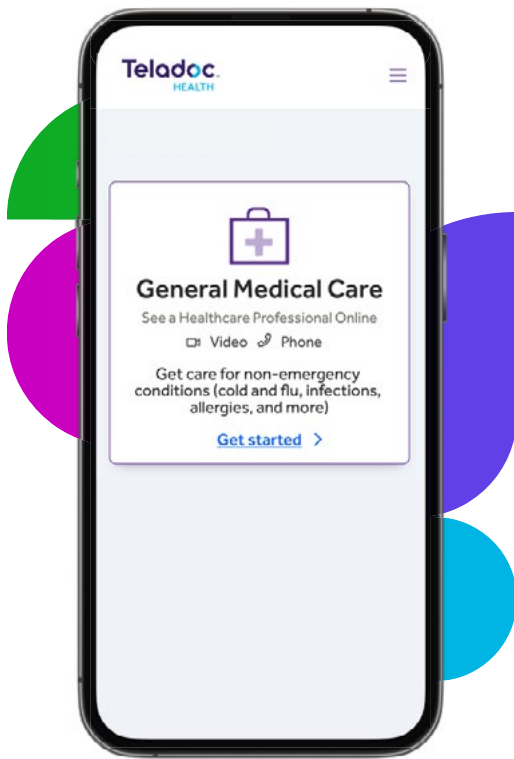 Teladoc
HEALTH
General Medical Care
See a Healthcare Professional Online
Video Phone
Get care for non-emergency
conditions (cold and flu, infections,
allergies, and more)
Get started